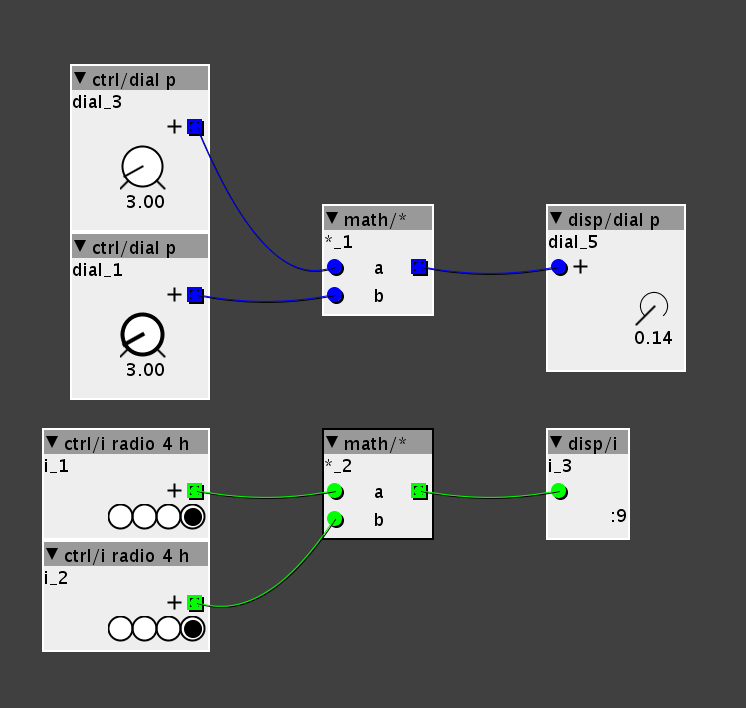 ctrl/dial p
dial_3
+
3.00
ctrl/dial p
dial_1
+
3.00
math/*
*_1
a
b
disp/dial p
dial_5
+
0.14
ctrl/i radio 4 h
i_1
+
ctrl/i radio 4 h
i_2
+
math/*
*_2
a
b
disp/i
i_3
:9